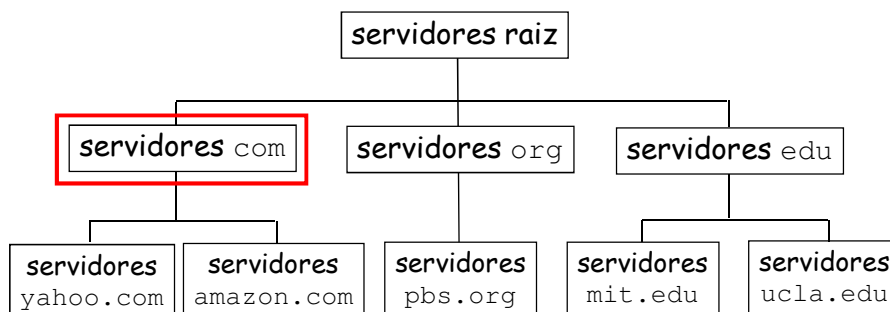 servidores raiz
servidores com
servidores org
servidores edu
servidores
yahoo.com
servidores
amazon.com
servidores
pbs.org
servidores
mit.edu
servidores
ucla.edu